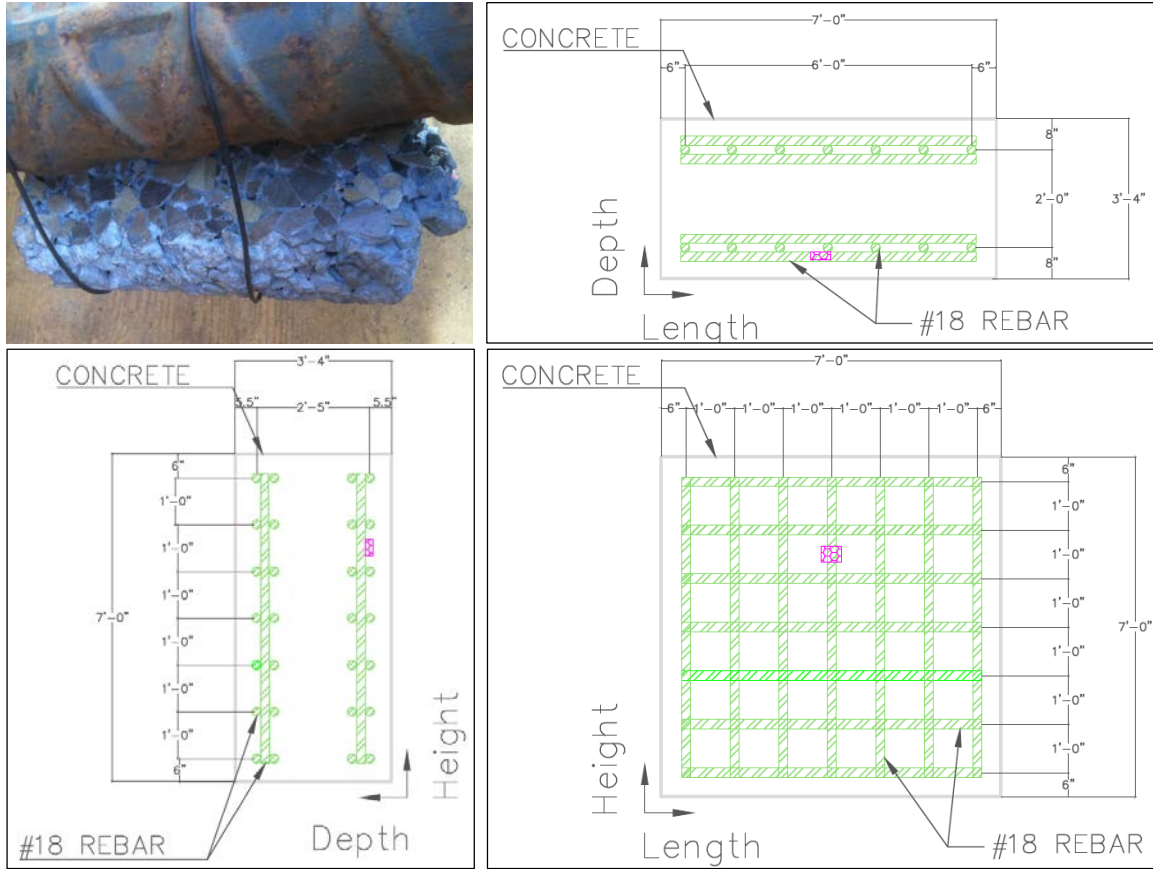 7'-0"
CONCRETE
6" 6'-0" 6"
8"
2'-0" 3'-4"
8"
Depth
Length
#18 REBAR
3'-4"
CONCRETE
5.5" 2'-5" 5.5"
6"
1'-0"
1'-0"
1'-0"
7'-0"
1'-0"
1'-0"
1'-0"
6"
Height
Depth
#18 REBAR
7'-0"
CONCRETE
6" 1'-0" 1'-0" 1'-0" 1'-0" 1'-0" 1'-0" 6"
6"
1'-0"
1'-0"
1'-0"
7'-0"
1'-0"
1'-0"
1'-0"
6"
Height
Length
#18 REBAR